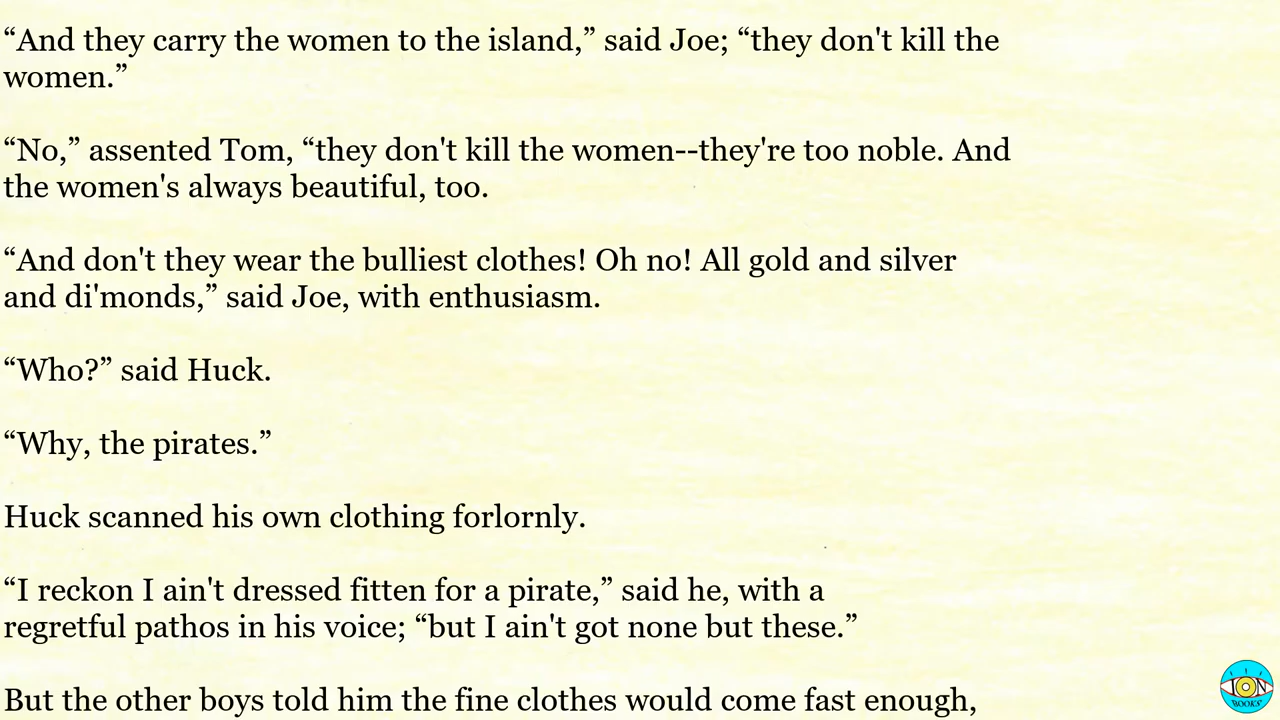 “And they carry the women to the island,” said Joe; “they don't kill the
women.”
“No,” assented Tom, “they don't kill the women--they're too noble. And
the women's always beautiful, too.
“And don't they wear the bulliest clothes! Oh no! All gold and silver
and di'monds,” said Joe, with enthusiasm.
“Who?” said Huck.
“Why, the pirates.”
Huck scanned his own clothing forlornly.
“I reckon I ain't dressed fitten for a pirate,” said he, with a
regretful pathos in his voice; “but I ain't got none but these.”
But the other boys told him the fine clothes would come fast enough,
ION
BOOKS